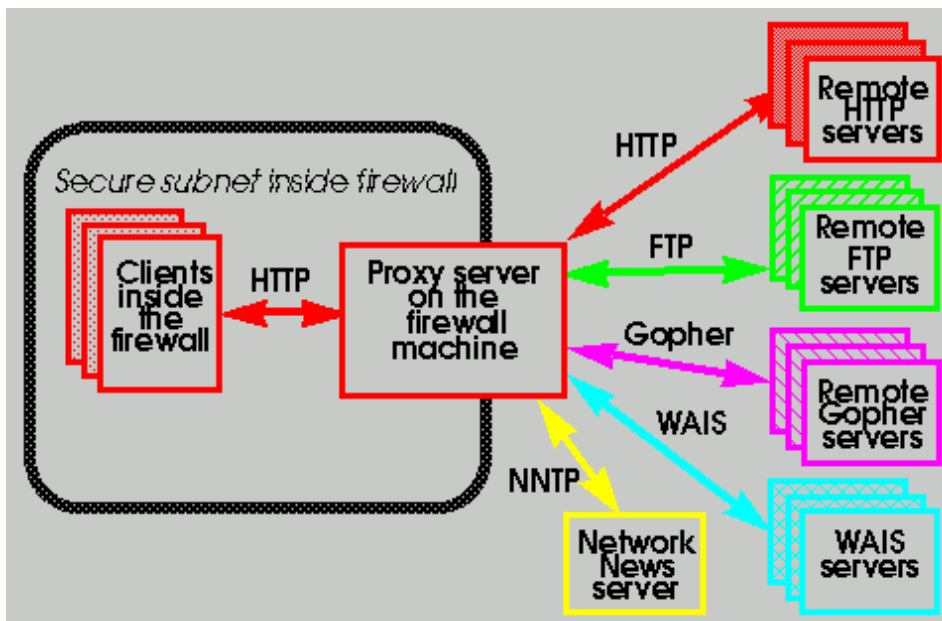 Secure subnet inside firewall
Clients
inside
the
firewall
HTTP
Proxy server
on the
firewall
machine
HTTP
Remote
HTTP
servers
FTP
Remote
FTP
servers
Gopher
Remote
Gopher
servers
WAIS
WAIS
servers
NNTP
Network
News
server